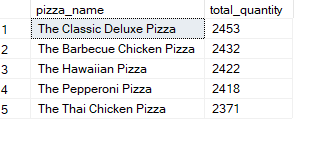 pizza_name total_quantity
1 The Classic Deluxe Pizza 2453
2 The Barbecue Chicken Pizza 2432
3 The Hawaiian Pizza 2422
4 The Pepperoni Pizza 2418
5 The Thai Chicken Pizza 2371